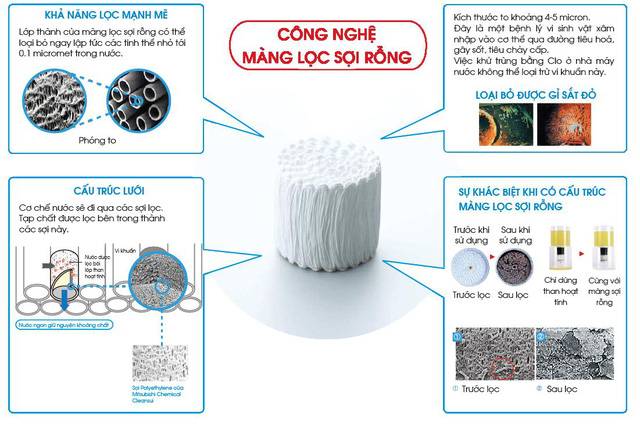 KHẢ NĂNG LỌC MẠNH MẼ
Lớp thành của màng lọc sợi rỗng có thể
loại bỏ ngay lập tức các tinh thể nhỏ tới
0.1 micromet trong nước.
Phóng to
CÔNG NGHỆ
MÀNG LỌC SỢI RỖNG
Kích thước to khoảng 4-5 micron.
Đây là một bệnh lý vi sinh vật xâm
nhập vào cơ thể qua đường tiêu hoá,
gây sốt, tiêu chảy cấp.
Việc khử trùng bằng Clo ở nhà máy
nước không thể loại trừ vi khuẩn này.
LOẠI BỎ ĐƯỢC GỈ SẮT ĐỎ
CẤU TRÚC LƯỚI
Cơ chế nước sẽ đi qua các sợi lọc.
Tạp chất được lọc bên trong thành
các sợi này.
Nước được
lọc bởi
lớp than
hoạt tính
Vi khuẩn
Nước ngon giữ nguyên khoáng chất
Sợi Polyethylene của
Mitsubishi Chemical
Cleansui
SỰ KHÁC BIỆT KHI CÓ CẤU TRÚC
MÀNG LỌC SỢI RỖNG
Trước khi
sử dụng
Sau khi
sử dụng
Trước lọc
Sau lọc
Chỉ dùng
than hoạt
tính
Cùng với
màng sợi
rỗng
①
②
① Trước lọc
② Sau lọc